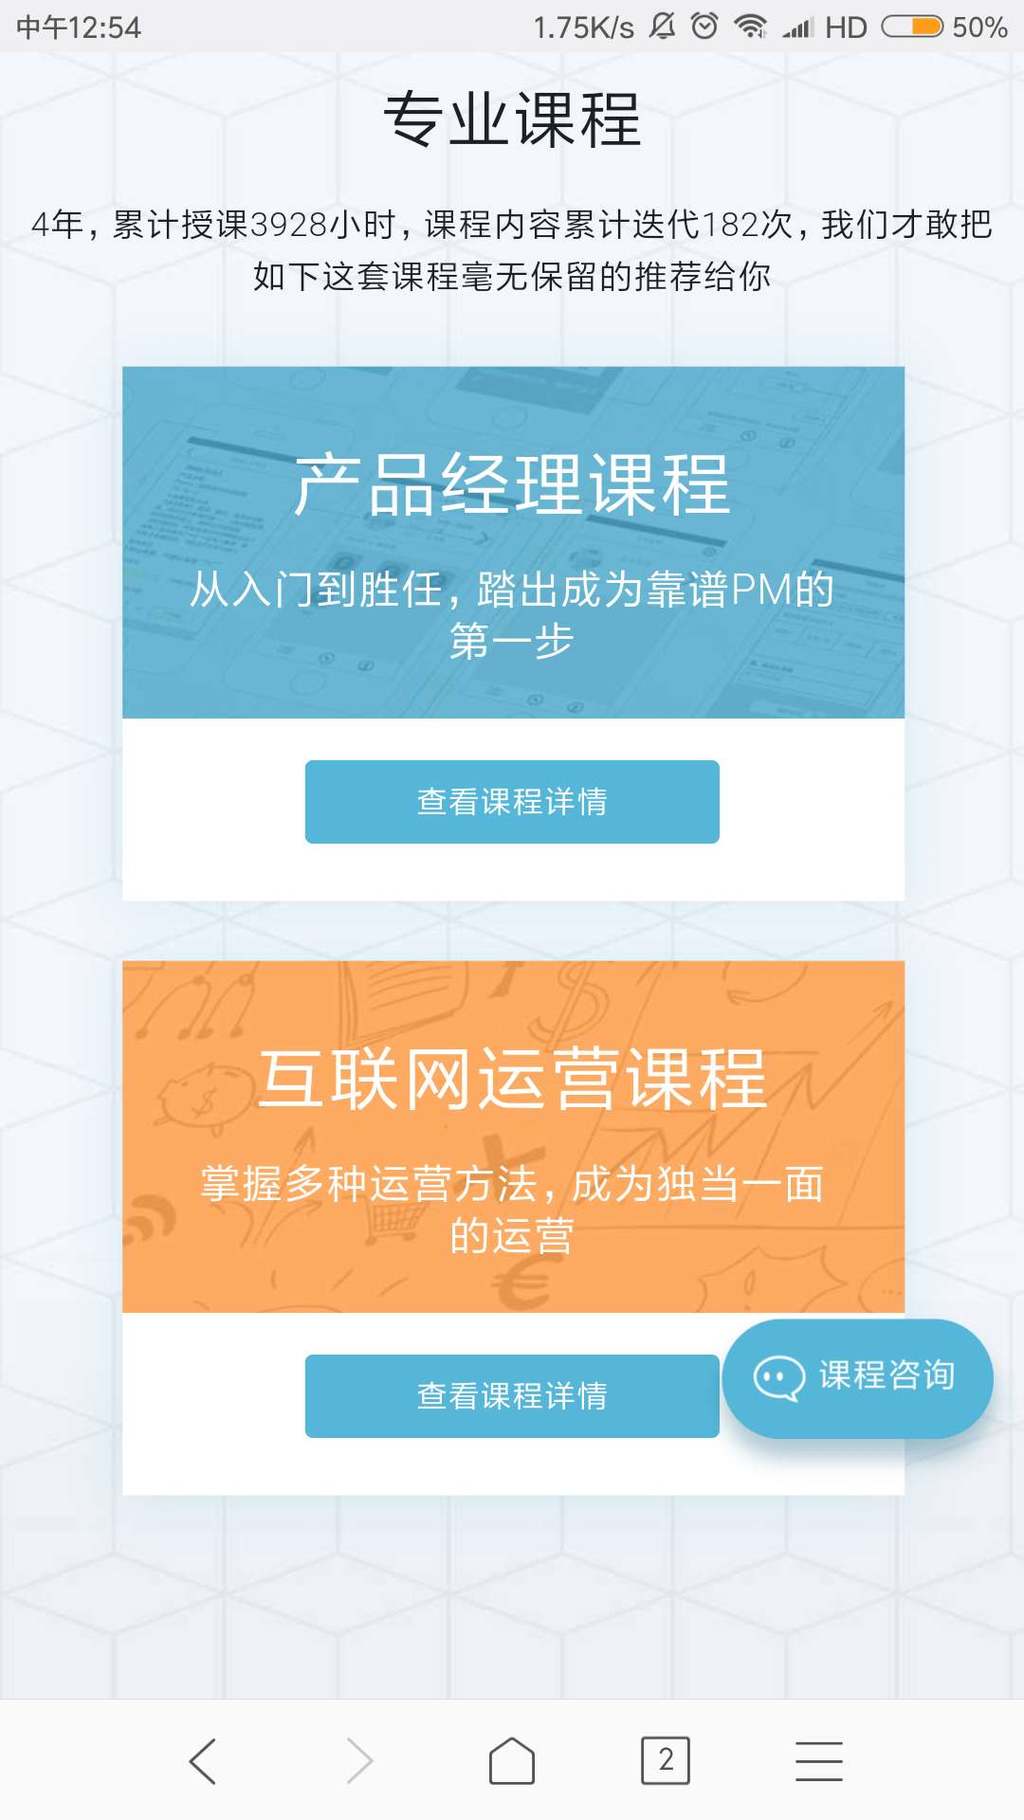 中午12:54
1.75K/s HD 50%
专业课程
4年，累计授课3928小时，课程内容累计迭代182次，我们才敢把
如下这套课程毫无保留的推荐给你
产品经理课程
从入门到胜任，踏出成为靠谱PM的
第一步
查看课程详情
互联网运营课程
掌握多种运营方法，成为独当一面
的运营
查看课程详情
课程咨询
2